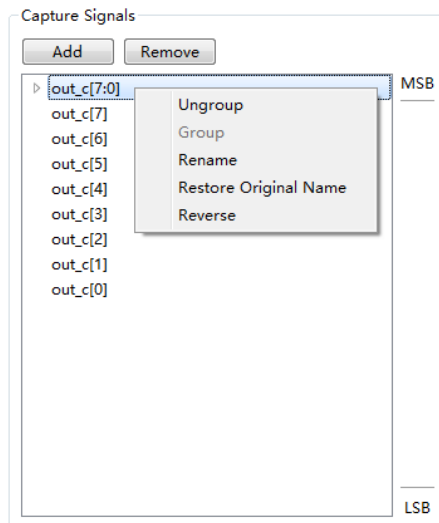 Capture Signals
Add Remove
out_c[7:0] MSB
out_c[7] Ungroup
out_c[6] Group
out_c[5] Rename
out_c[4] Restore Original Name
out_c[3] Reverse
out_c[2]
out_c[1]
out_c[0]
LSB